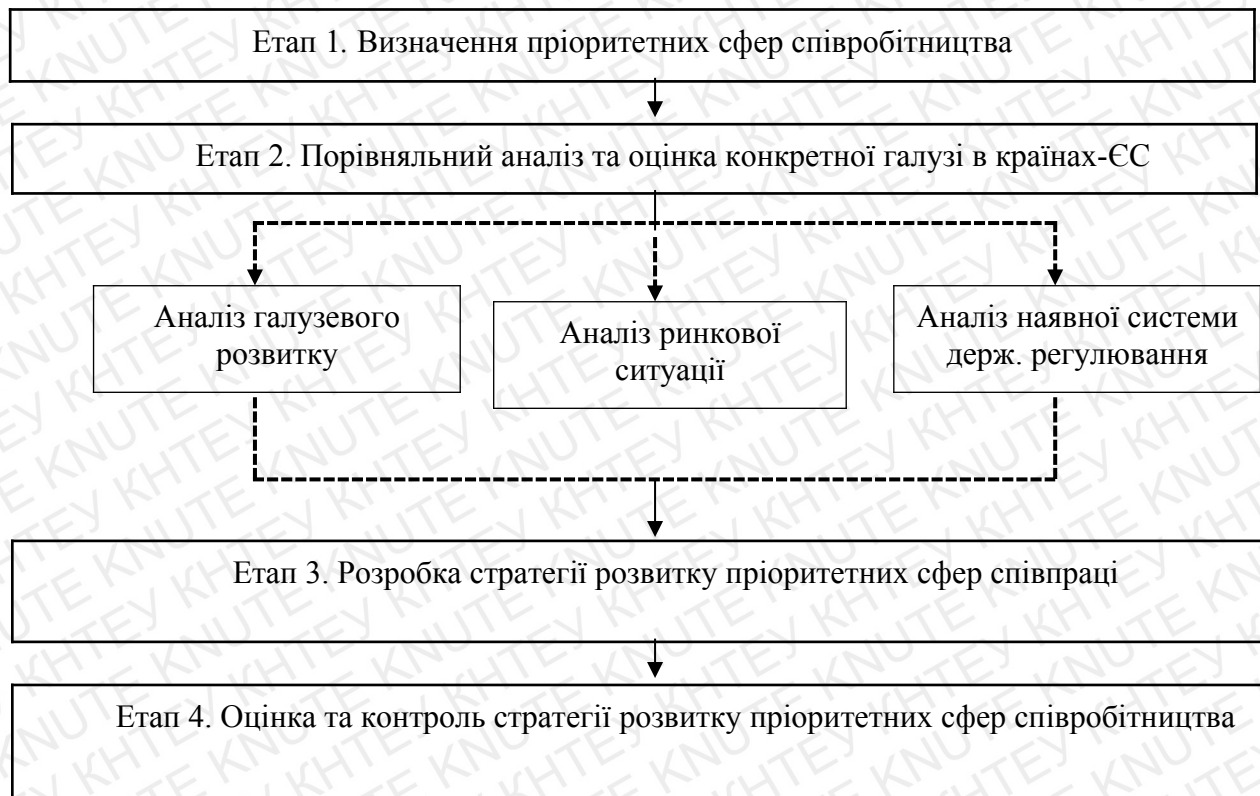 Етап 1. Визначення пріоритетних сфер співробітництва
Етап 2. Порівняльний аналіз та оцінка конкретної галузі в країнах-ЄС
Аналіз галузевого
розвитку
Аналіз ринкової
ситуації
Аналіз наявної системи
держ. регулювання
Етап 3. Розробка стратегії розвитку пріоритетних сфер співпраці
Етап 4. Оцінка та контроль стратегії розвитку пріоритетних сфер співробітництва